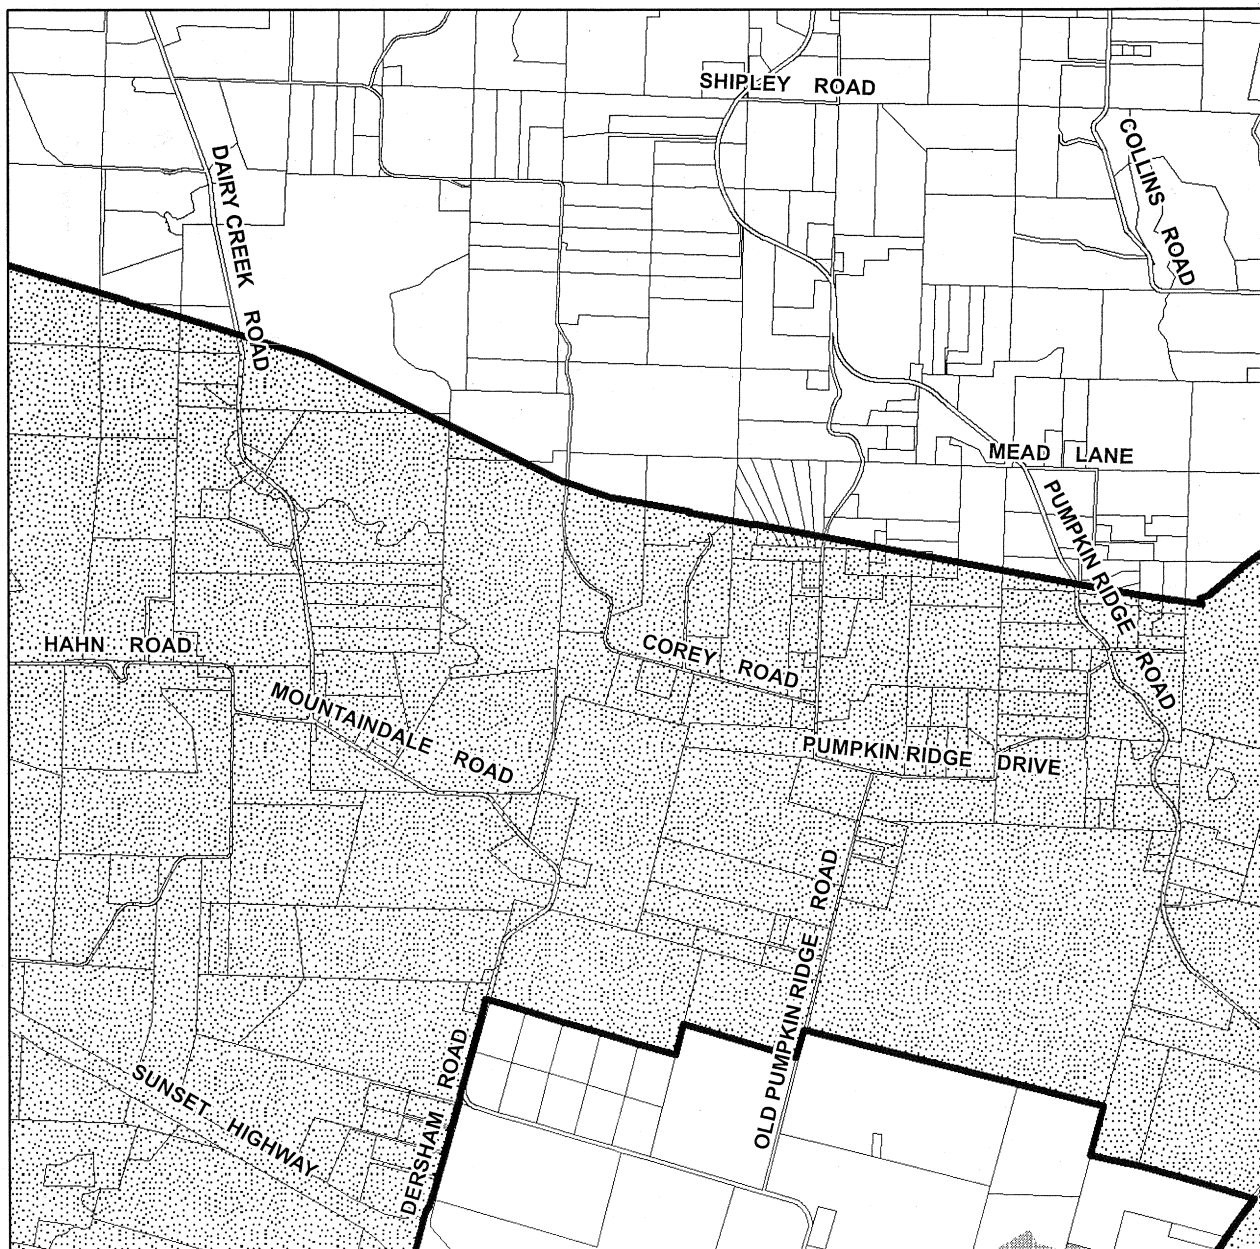 SHIPLEY ROAD
COLLINS ROAD
DAIRY CREEK ROAD
MEAD LANE
PUMPKIN RIDGE ROAD
HAHN ROAD
COREY ROAD
MOUNTAINDALE ROAD
PUMPKIN RIDGE DRIVE
OLD PUMPKIN RIDGE ROAD
DERSHAM ROAD
SUNSET HIGHWAY